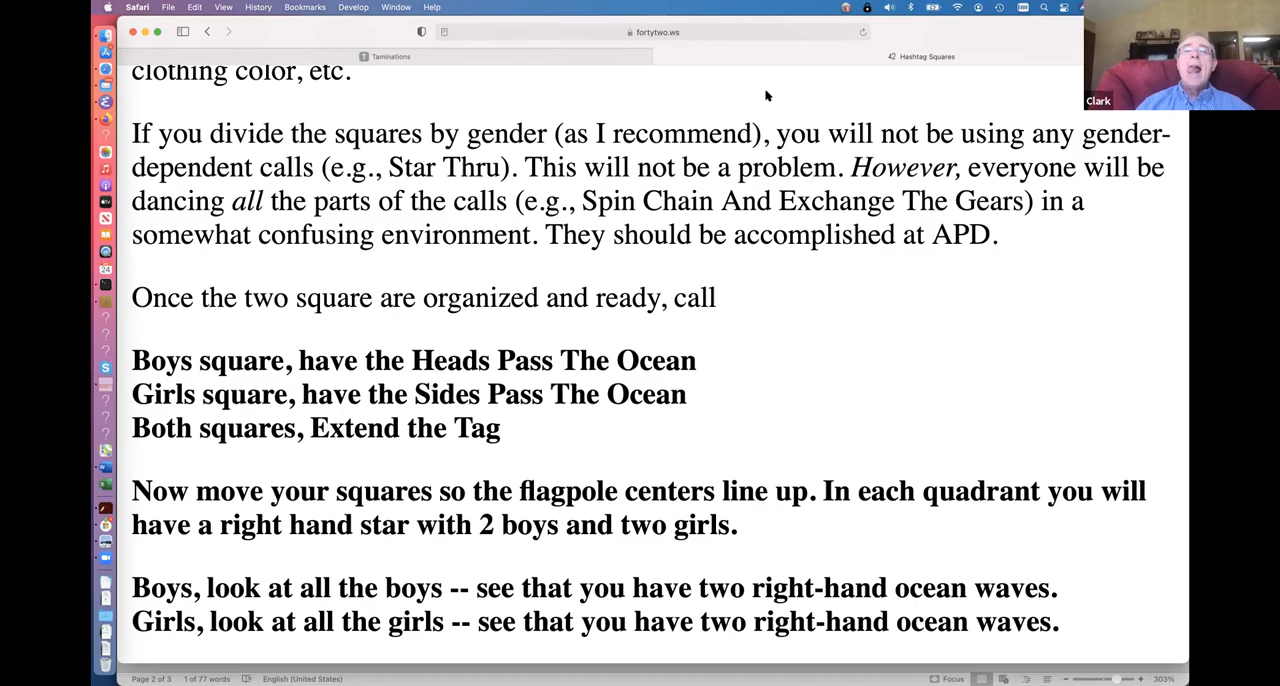 Safari File Edit View History Bookmarks Develop Window Help
fortytwo.ws
Taminations
Hashtag Squares
Clark
clothing color, etc.
If you divide the squares by gender (as I recommend), you will not be using any gender-
dependent calls (e.g., Star Thru). This will not be a problem. However, everyone will be
dancing all the parts of the calls (e.g., Spin Chain And Exchange The Gears) in a
somewhat confusing environment. They should be accomplished at APD.
Once the two square are organized and ready, call
Boys square, have the Heads Pass The Ocean
Girls square, have the Sides Pass The Ocean
Both squares, Extend the Tag
Now move your squares so the flagpole centers line up. In each quadrant you will
have a right hand star with 2 boys and two girls.
Boys, look at all the boys -- see that you have two right-hand ocean waves.
Girls, look at all the girls -- see that you have two right-hand ocean waves.
Page 2 of 3 1 of 77 words English (United States) Focus 303%